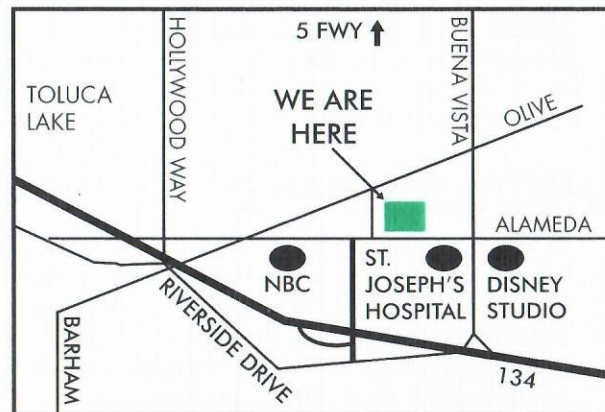 5 FWY
HOLLYWOOD WAY
BUENA VISTA
TOLUCA
LAKE
WE ARE
HERE
OLIVE
ALAMEDA
NBC
ST.
JOSEPH'S
HOSPITAL
DISNEY
STUDIO
RIVERSIDE DRIVE
BARHAM
134